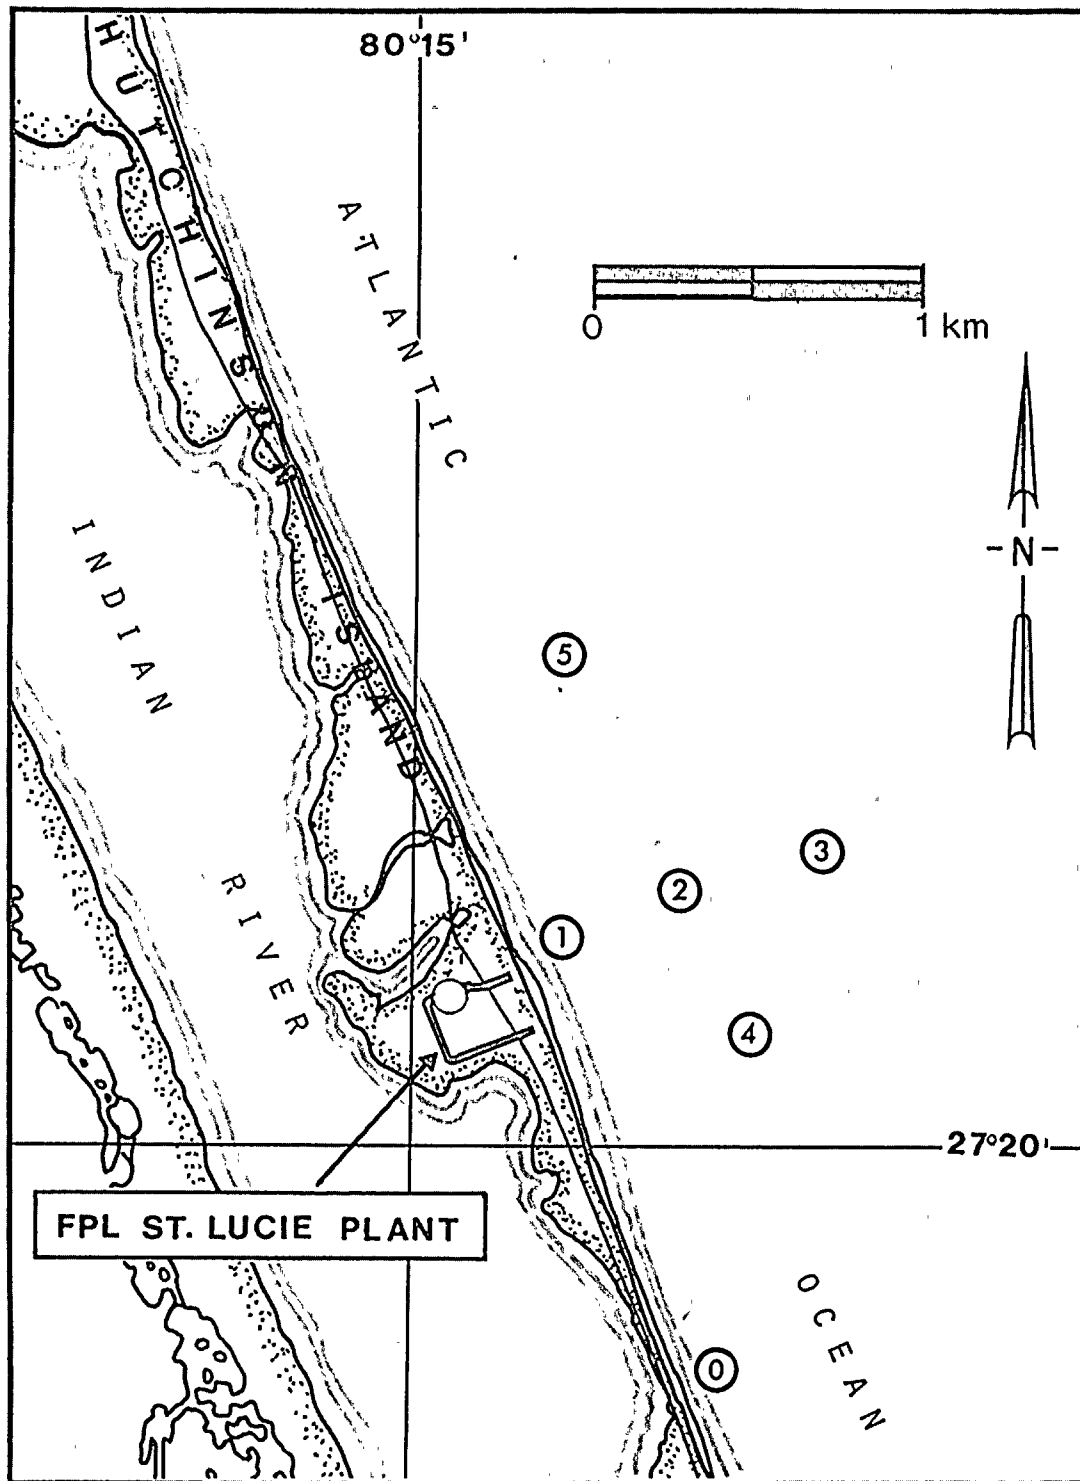 80°15'
HUTCHINSON ISLAND
ATLANTIC
0 1 km
-N-
INDIAN
5
3
2
1
RIVER
4
27°20'
FPL ST. LUCIE PLANT
OCEAN
0